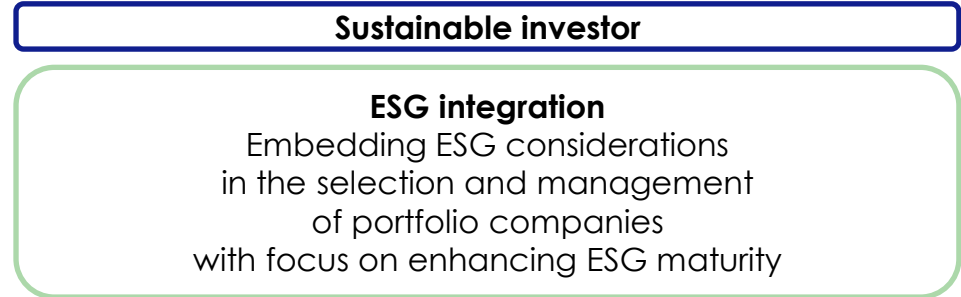 Sustainable investor
ESG integration
Embedding ESG considerations
in the selection and management
of portfolio companies
with focus on enhancing ESG maturity